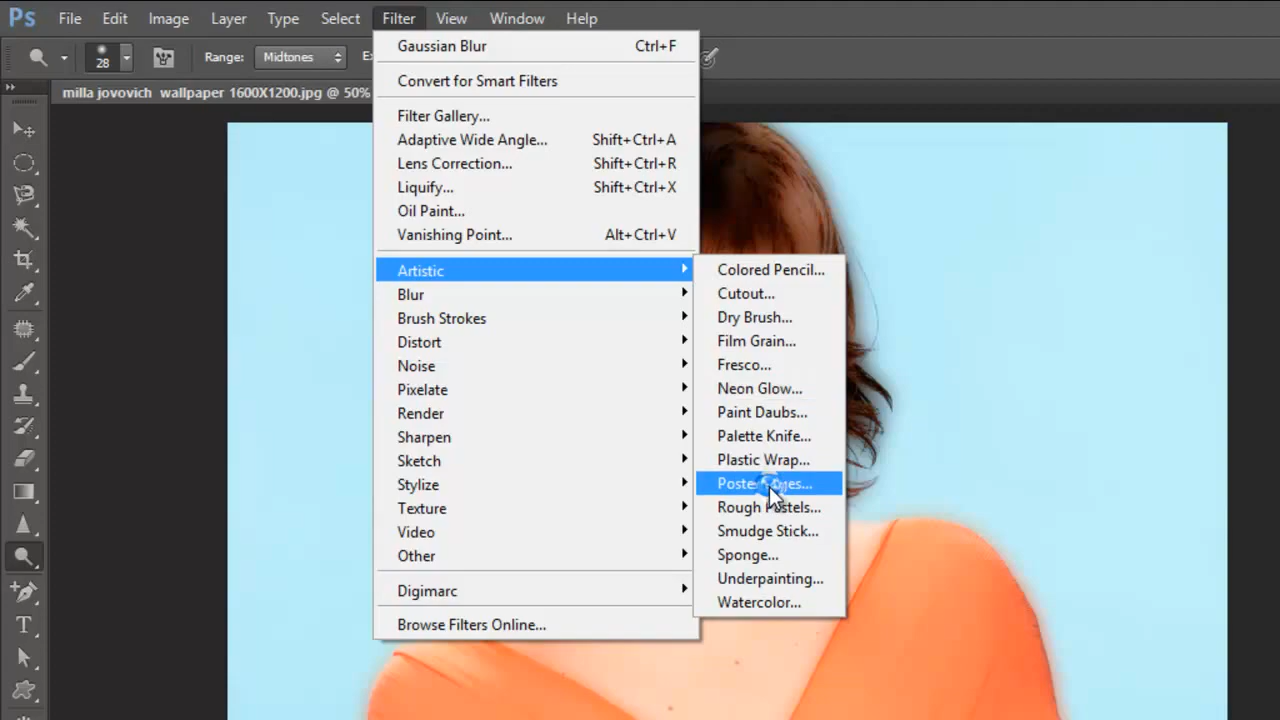 Ps File Edit Image Layer Type Select Filter View Window Help
28 Range: Midtones
milla jovovich wallpaper 1600X1200.jpg @ 50%
Gaussian Blur Ctrl+F
Convert for Smart Filters
Filter Gallery...
Adaptive Wide Angle... Shift+Ctrl+A
Lens Correction... Shift+Ctrl+R
Liquify... Shift+Ctrl+X
Oil Paint...
Vanishing Point... Alt+Ctrl+V
Artistic
Blur
Brush Strokes
Distort
Noise
Pixelate
Render
Sharpen
Sketch
Stylize
Texture
Video
Other
Digimarc
Browse Filters Online...
Colored Pencil...
Cutout...
Dry Brush...
Film Grain...
Fresco...
Neon Glow...
Paint Daubs...
Palette Knife...
Plastic Wrap...
Poster Edges...
Rough Pastels...
Smudge Stick...
Sponge...
Underpainting...
Watercolor...